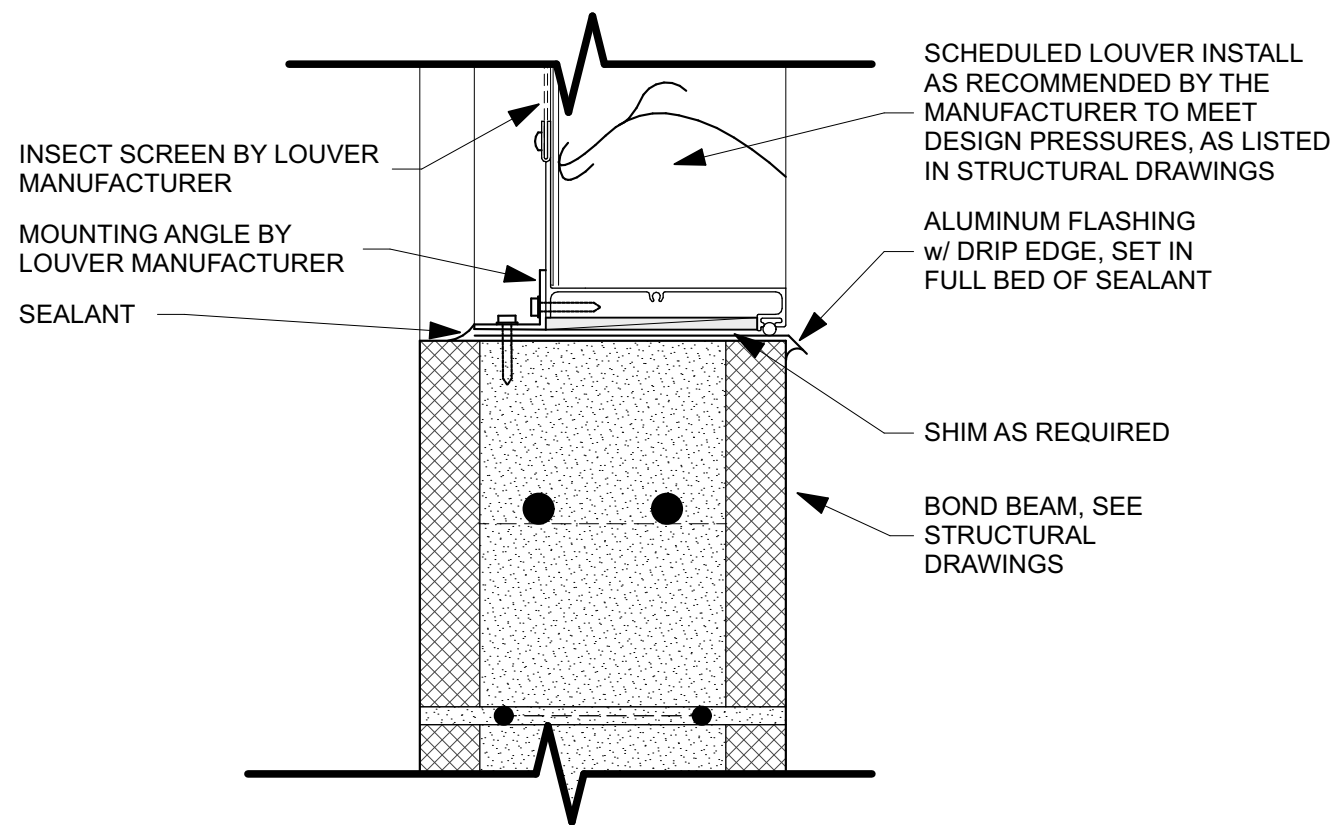 INSECT SCREEN BY LOUVER
MANUFACTURER
MOUNTING ANGLE BY
LOUVER MANUFACTURER
SEALANT
SCHEDULED LOUVER INSTALL
AS RECOMMENDED BY THE
MANUFACTURER TO MEET
DESIGN PRESSURES, AS LISTED
IN STRUCTURAL DRAWINGS
ALUMINUM FLASHING
w/ DRIP EDGE, SET IN
FULL BED OF SEALANT
SHIM AS REQUIRED
BOND BEAM, SEE
STRUCTURAL
DRAWINGS